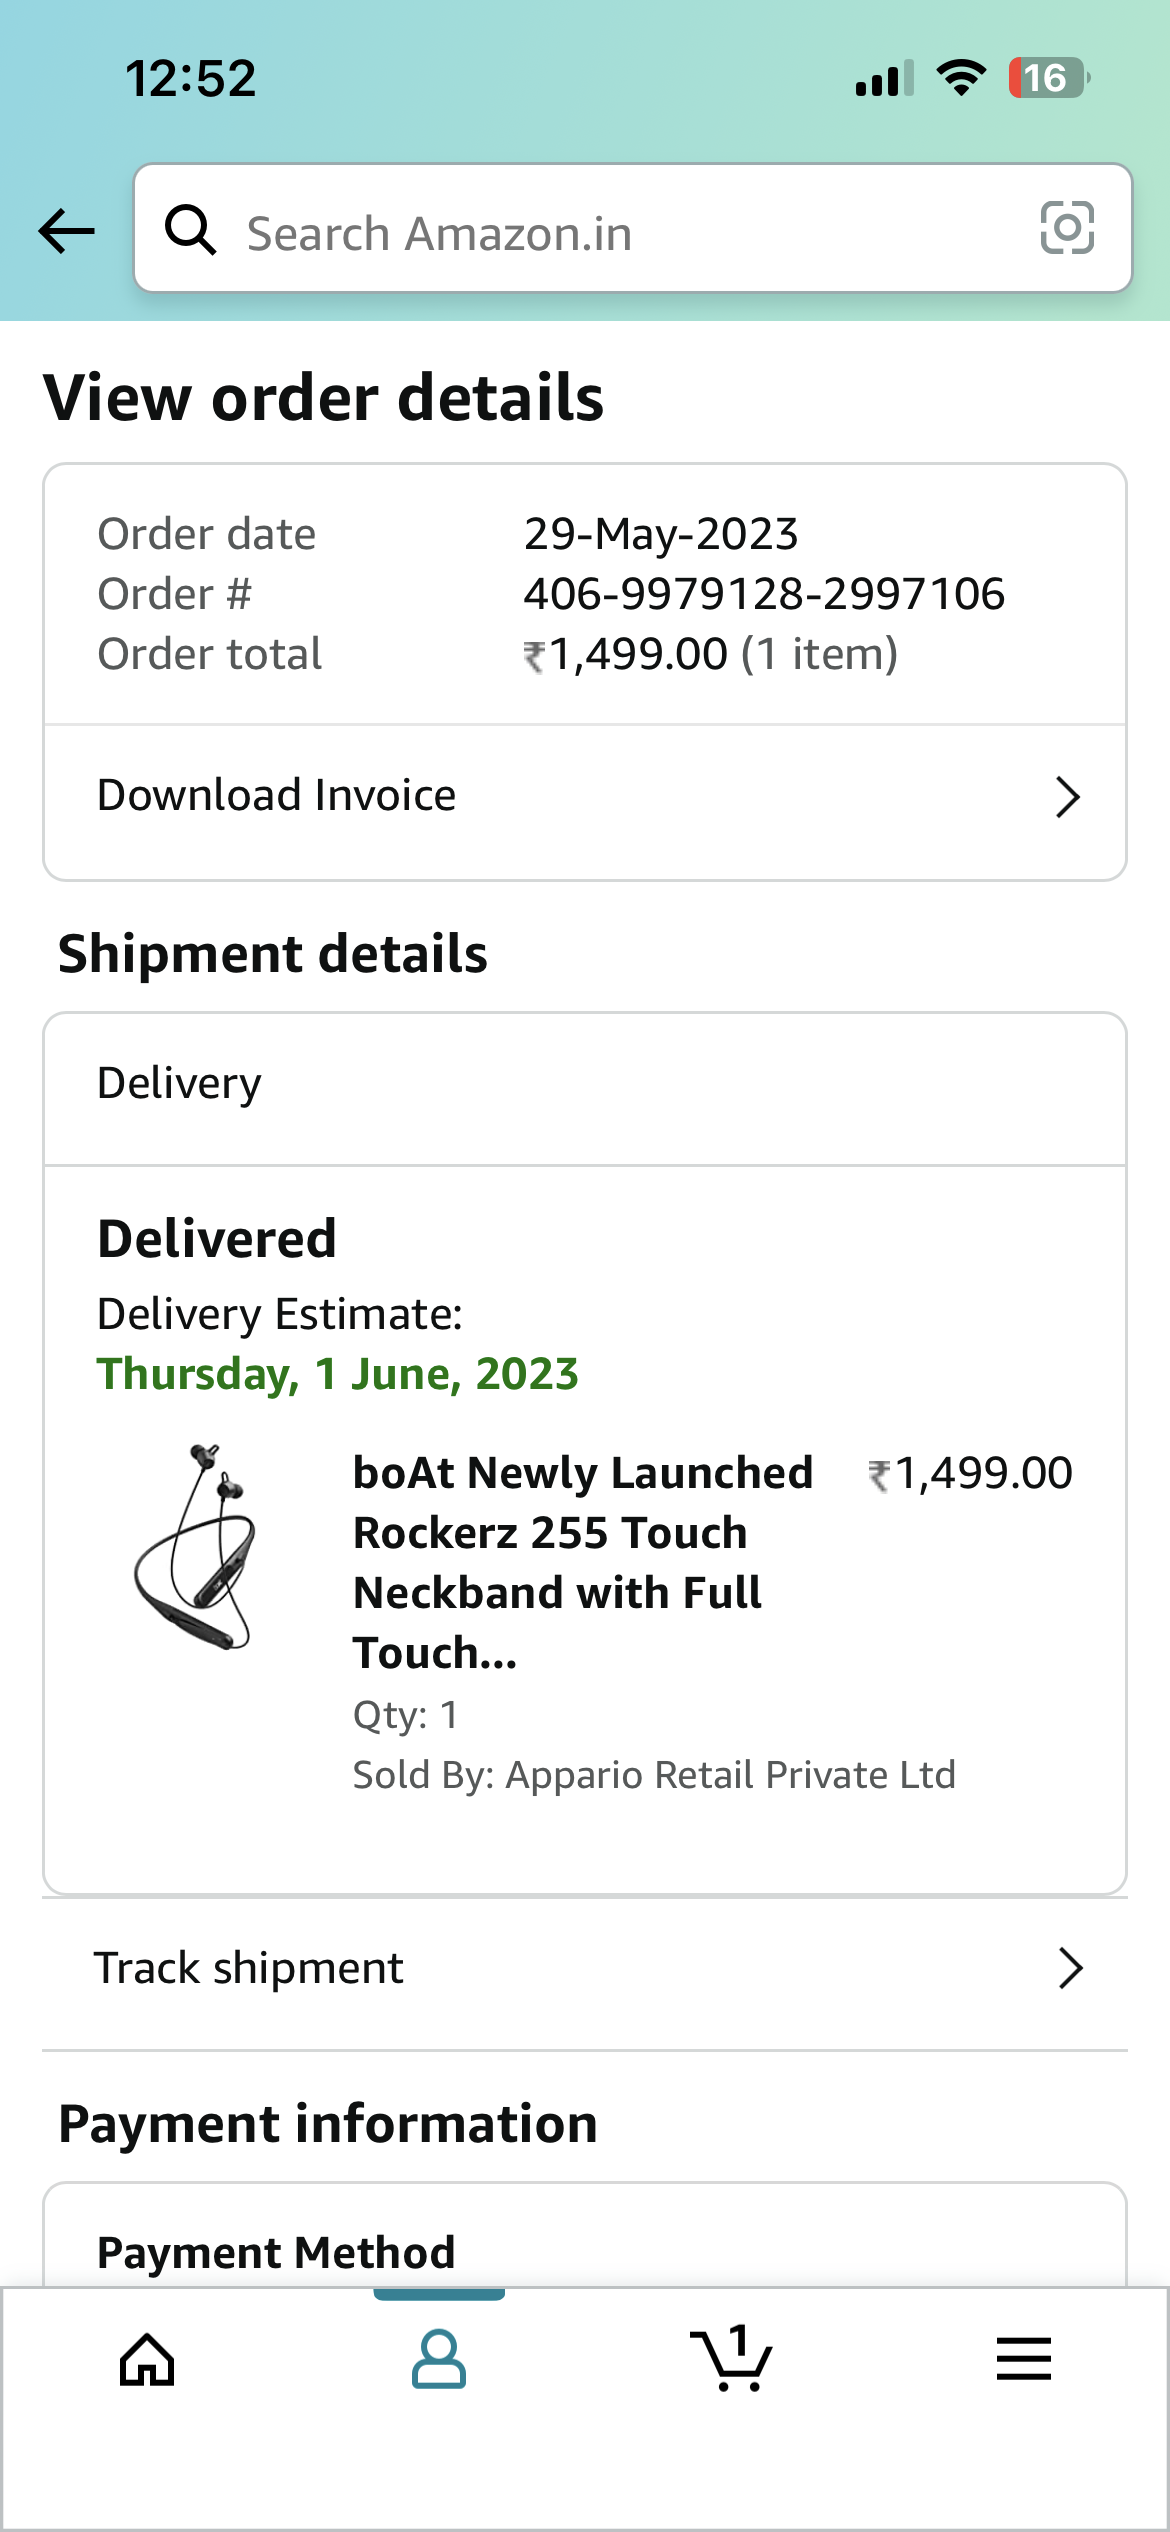 12:52
16
Search Amazon.in
View order details
Order date 29-May-2023
Order # 406-9979128-2997106
Order total ₹1,499.00 (1 item)
Download Invoice
Shipment details
Delivery
Delivered
Delivery Estimate:
Thursday, 1 June, 2023
boAt Newly Launched ₹1,499.00
Rockerz 255 Touch
Neckband with Full
Touch...
Qty: 1
Sold By: Appario Retail Private Ltd
Track shipment
Payment information
Payment Method
1